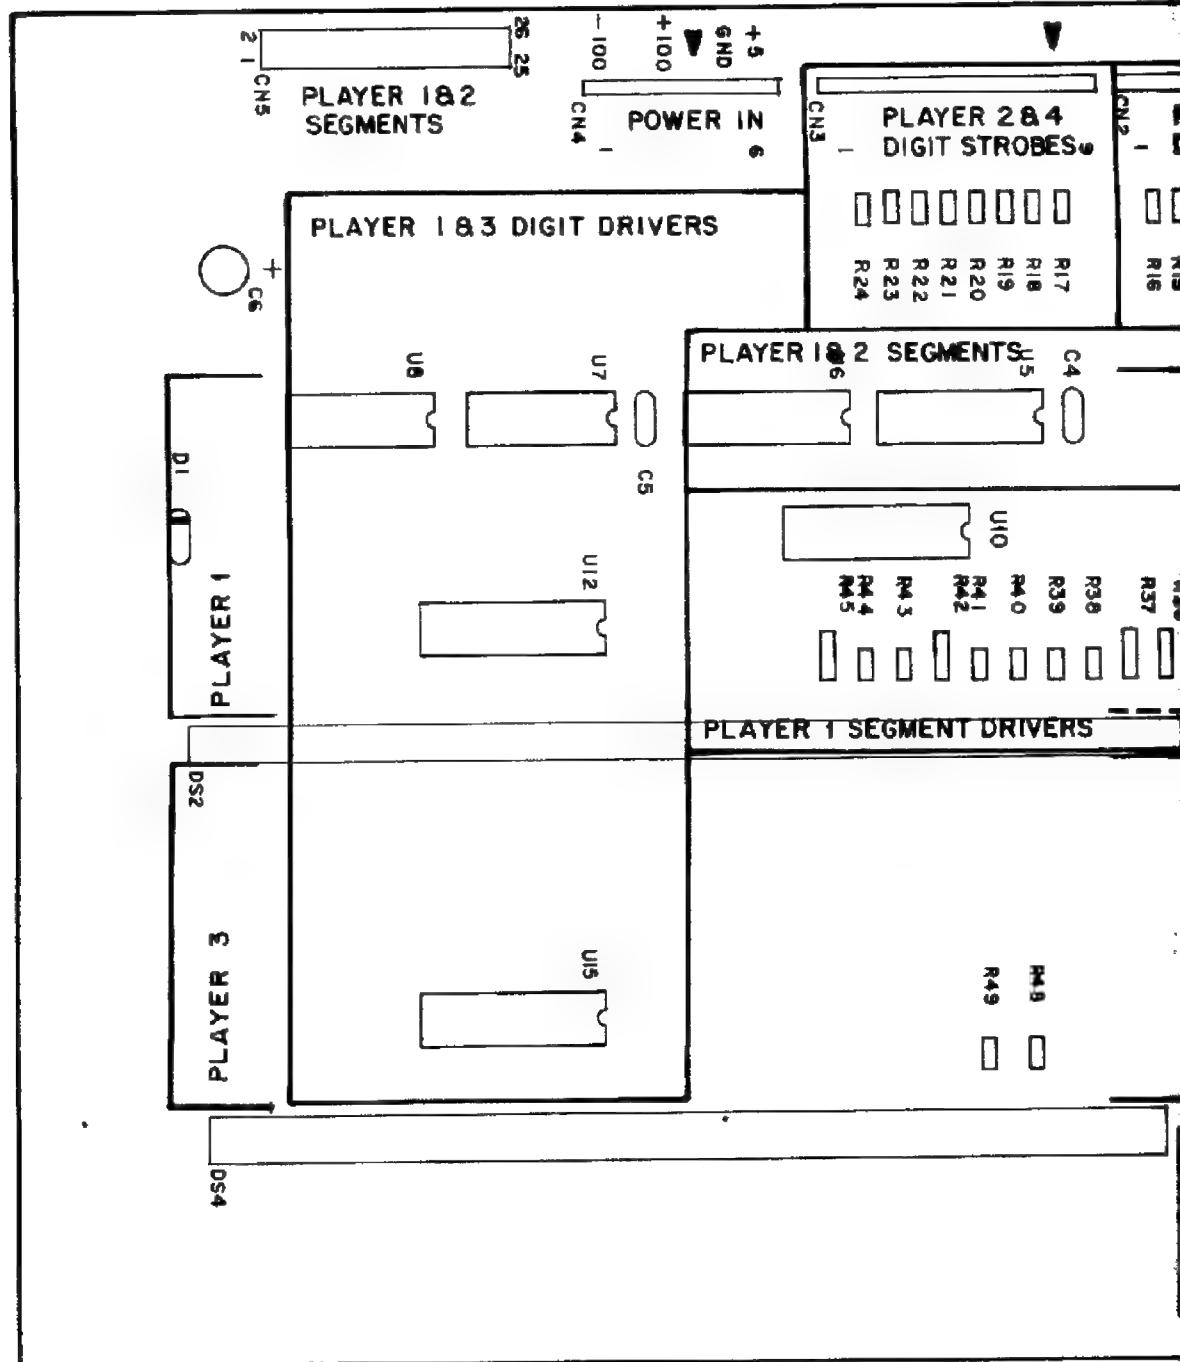 2 1
26 25
CN5
PLAYER 1&2
SEGMENTS
-100
+100
GND
+5
CN4
POWER IN
1
6
CN3
PLAYER 2&4
DIGIT STROBES
1
CN2
1
R24
R23
R22
R21
R20
R19
R18
R17
R16
R15
PLAYER 1&3 DIGIT DRIVERS
+
C6
PLAYER 1&2 SEGMENTS
U8
U7
U6
U5
C4
C5
D1
U10
U12
PLAYER 1
R45
R44
R43
R42
R41
R40
R39
R38
R37
PLAYER 1 SEGMENT DRIVERS
DS2
PLAYER 3
U15
R49
R48
DS4